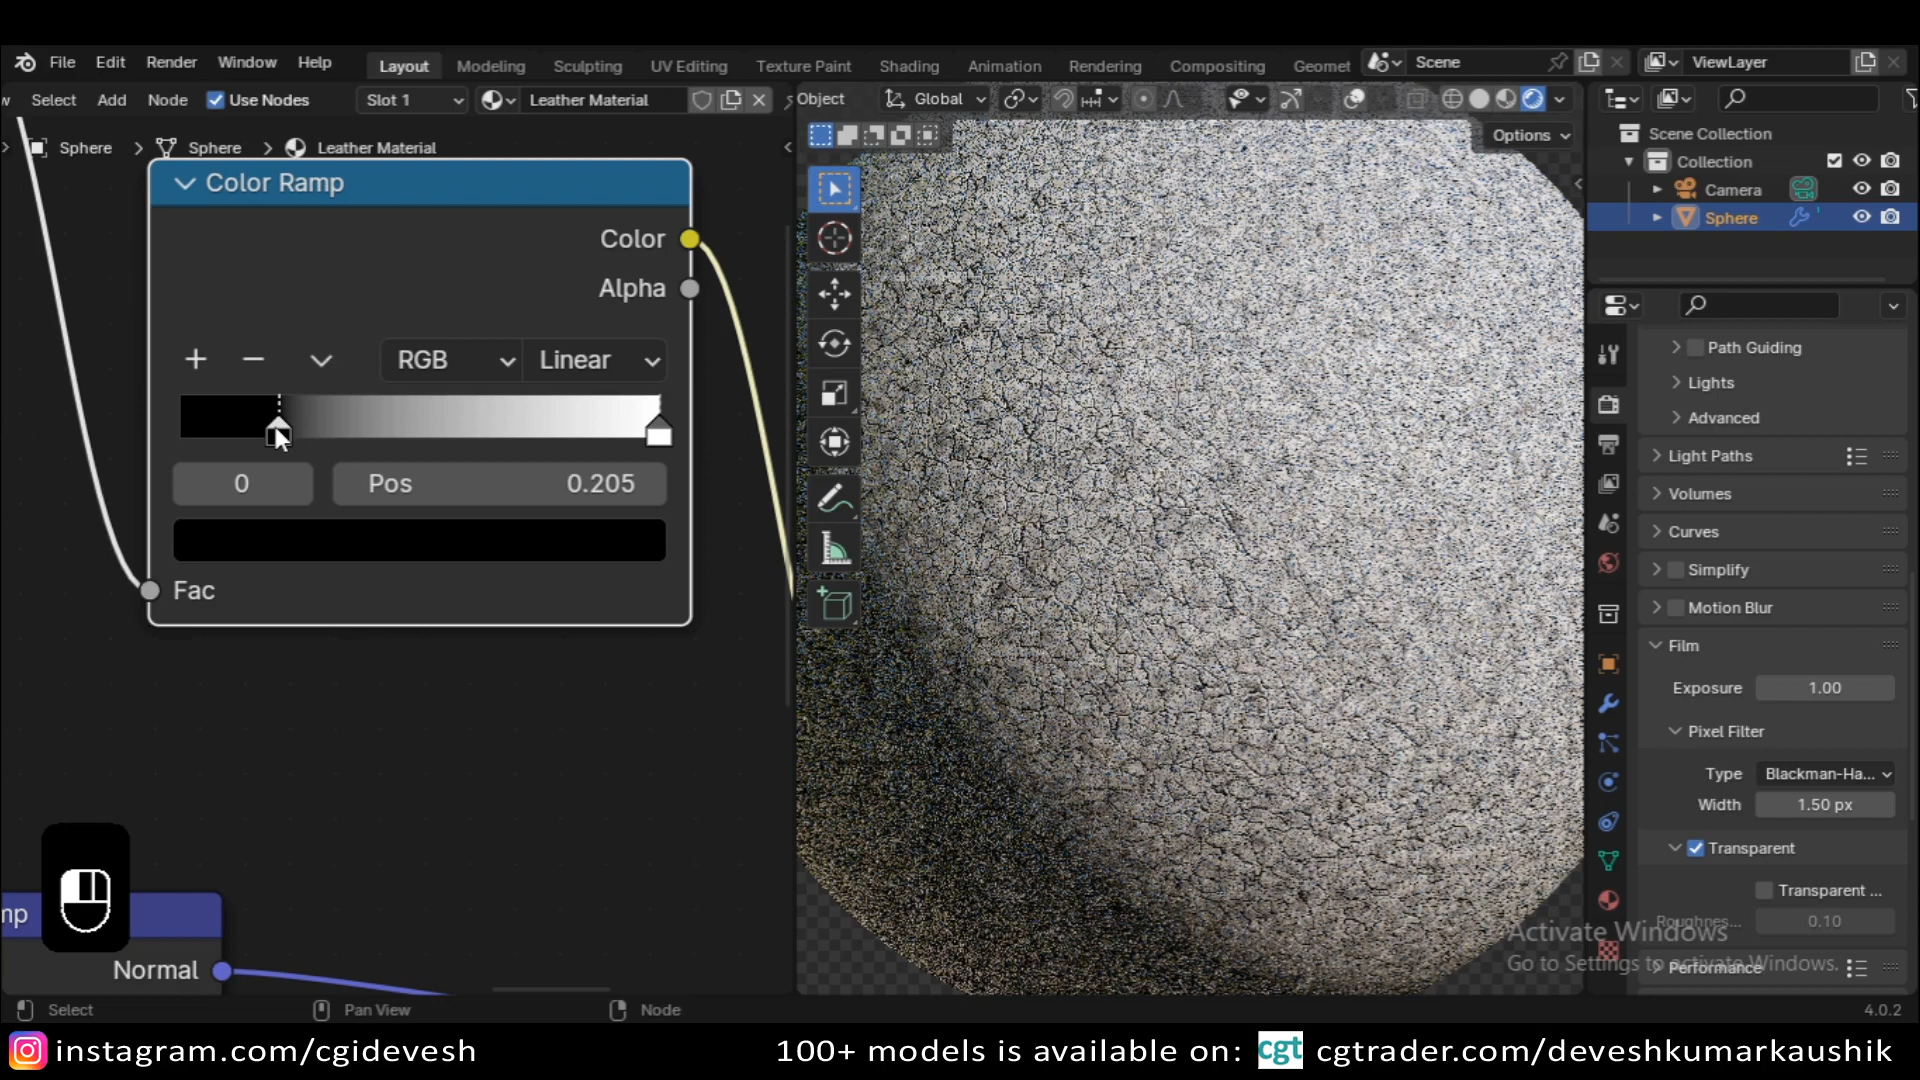 File Edit Render Window Help Layout Modeling Sculpting UV Editing Texture Paint Shading Animation Rendering Compositing Geomet Scene ViewLayer
Select Add Node Use Nodes Slot 1 Leather Material Object Global
Options
Sphere Sphere Leather Material
Scene Collection
Collection
Camera
Sphere
Color Ramp
Color
Alpha
RGB Linear
0 Pos 0.205
Fac
mp
Normal
Path Guiding
Lights
Advanced
Light Paths
Volumes
Curves
Simplify
Motion Blur
Film
Exposure 1.00
Pixel Filter
Type Blackman-Ha...
Width 1.50 px
Transparent
Transparent ...
Roughnes... 0.10
Performance
Activate Windows
Go to Settings to activate Windows.
Select Pan View Node 4.0.2
instagram.com/cgidevesh 100+ models is available on: cgt cgtrader.com/deveshkumarkaushik